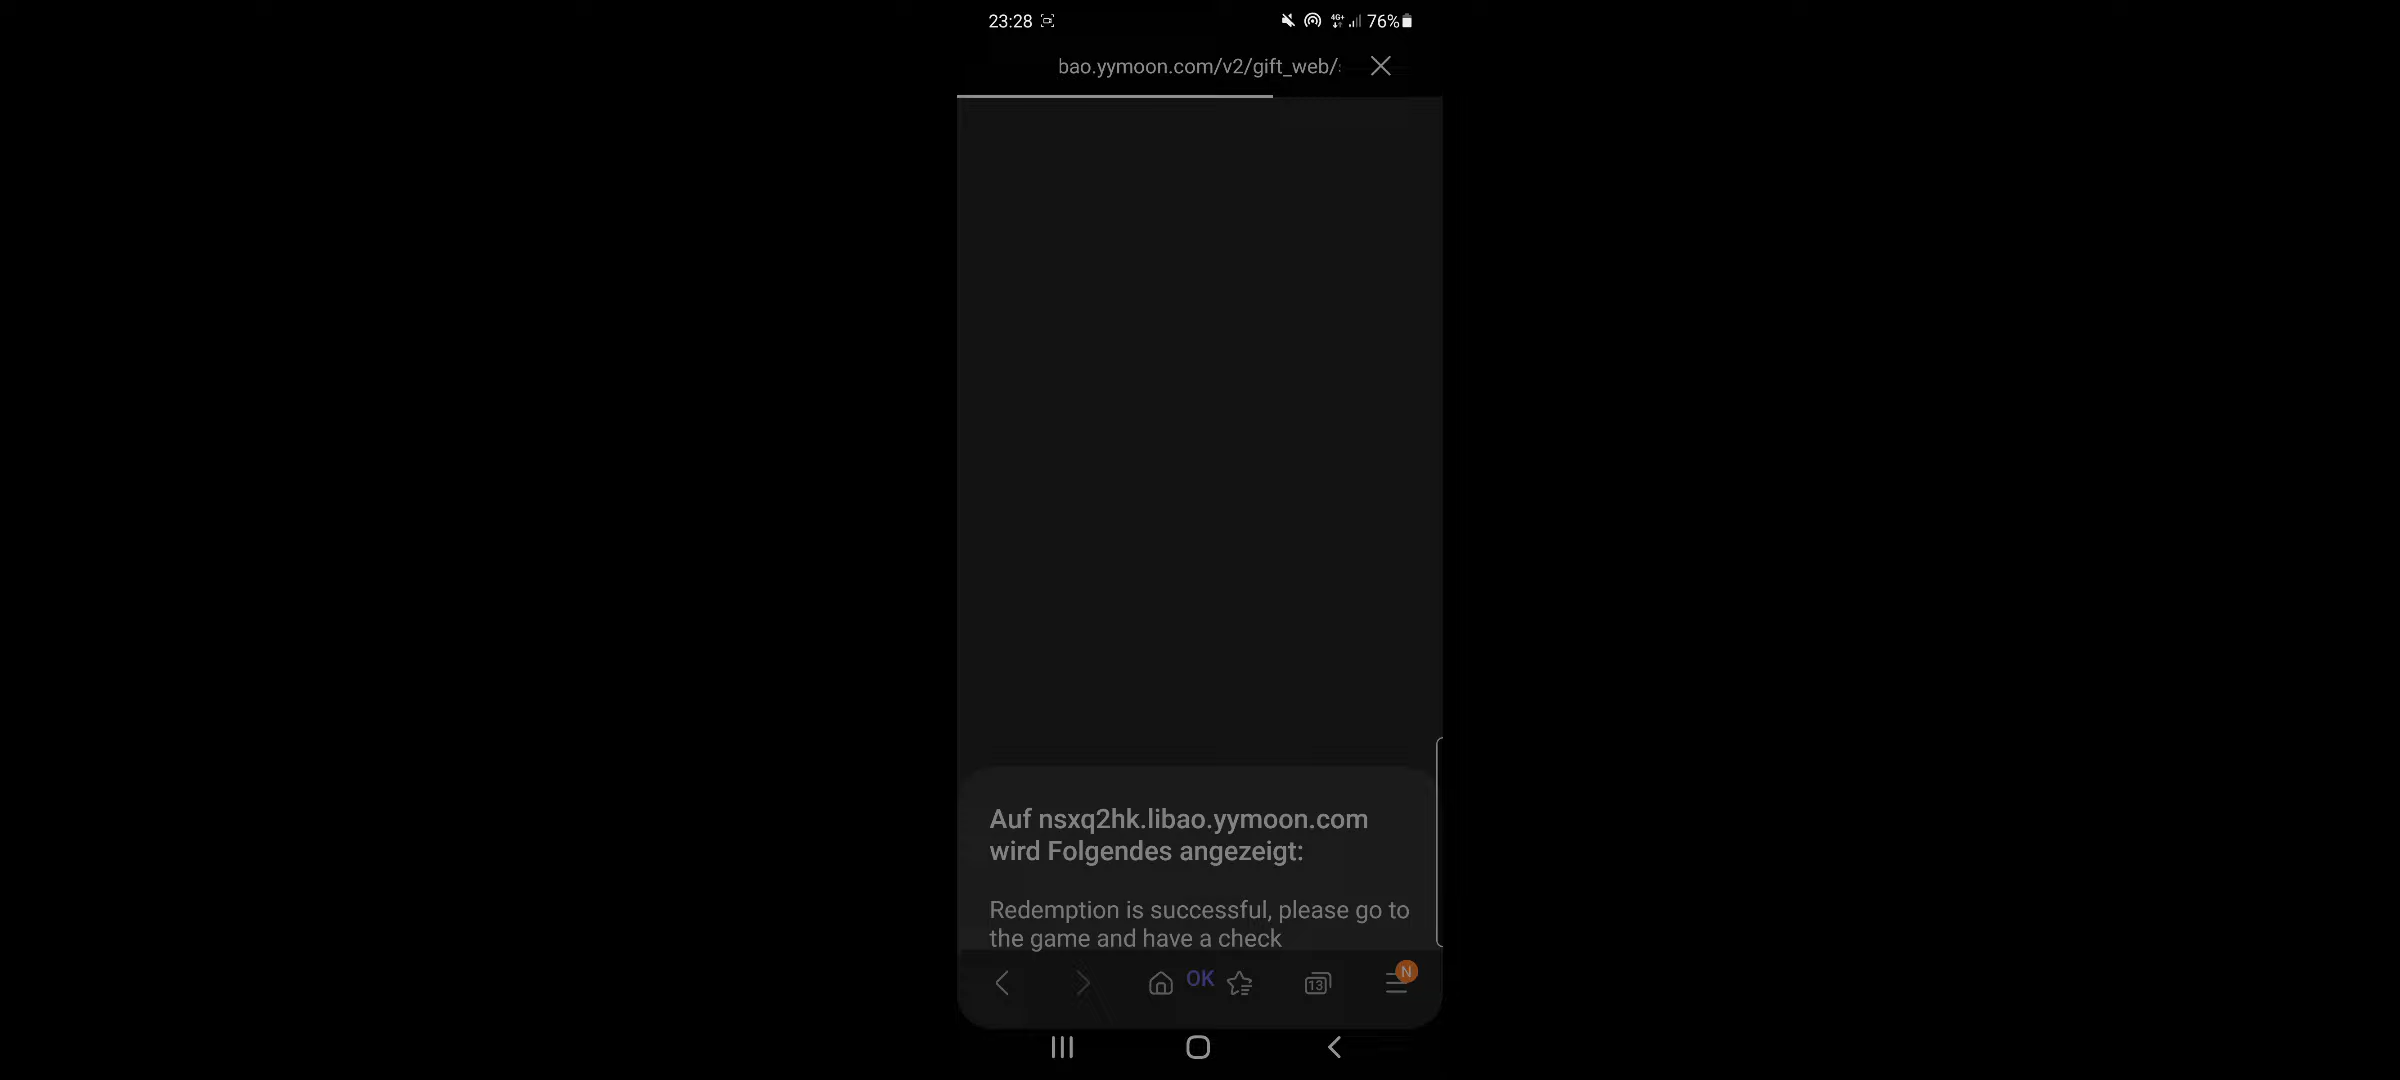 23:28 4G+ 76%
bao.yymoon.com/v2/gift_web/
Auf nsxq2hk.libao.yymoon.com
wird Folgendes angezeigt:
Redemption is successful, please go to
the game and have a check
OK 13 N